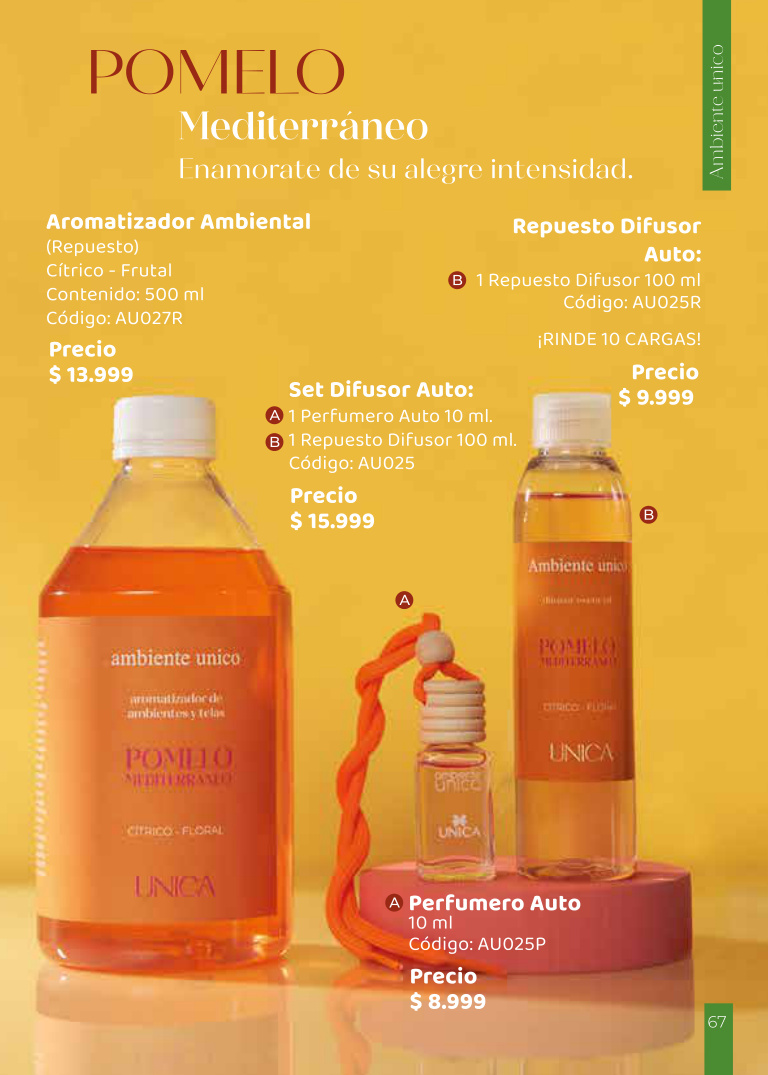 POMELO
Mediterráneo
Enamorate de su alegre intensidad.
Ambiente unico
Aromatizador Ambiental
(Repuesto)
Cítrico - Frutal
Contenido: 500 ml
Código: AU027R
Precio
$ 13.999
Repuesto Difusor
Auto:
B 1 Repuesto Difusor 100 ml
Código: AU025R
¡RINDE 10 CARGAS!
Precio
$ 9.999
Set Difusor Auto:
A 1 Perfumero Auto 10 ml.
B 1 Repuesto Difusor 100 ml.
Código: AU025
Precio
$ 15.999
B
A
ambiente unico
aromatizador de
ambientes y telas
POMELO
MEDITERRANEO
CÍTRICO - FLORAL
UNICA
Ambiente unico
POMELO
MEDITERRANEO
CÍTRICO - FLORAL
UNICA
ambiente
unico
UNICA
A Perfumero Auto
10 ml
Código: AU025P
Precio
$ 8.999
67